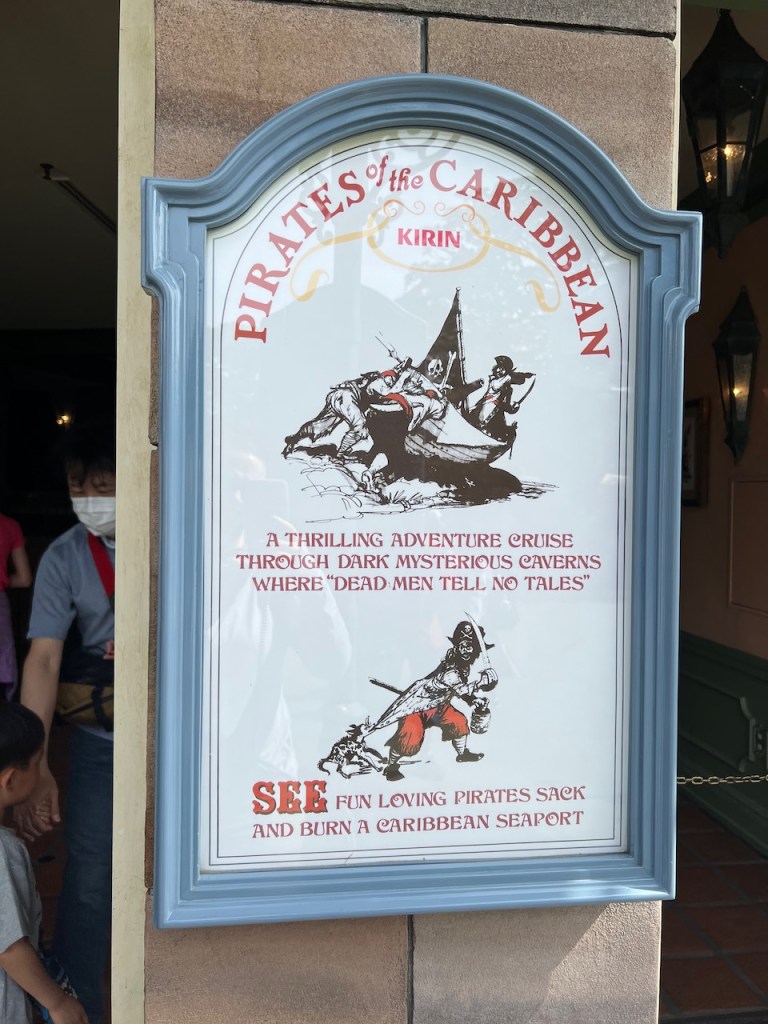 PIRATES of the CARIBBEAN
KIRIN
A THRILLING ADVENTURE CRUISE
THROUGH DARK MYSTERIOUS CAVERNS
WHERE "DEAD MEN TELL NO TALES"
SEE FUN LOVING PIRATES SACK
AND BURN A CARIBBEAN SEAPORT